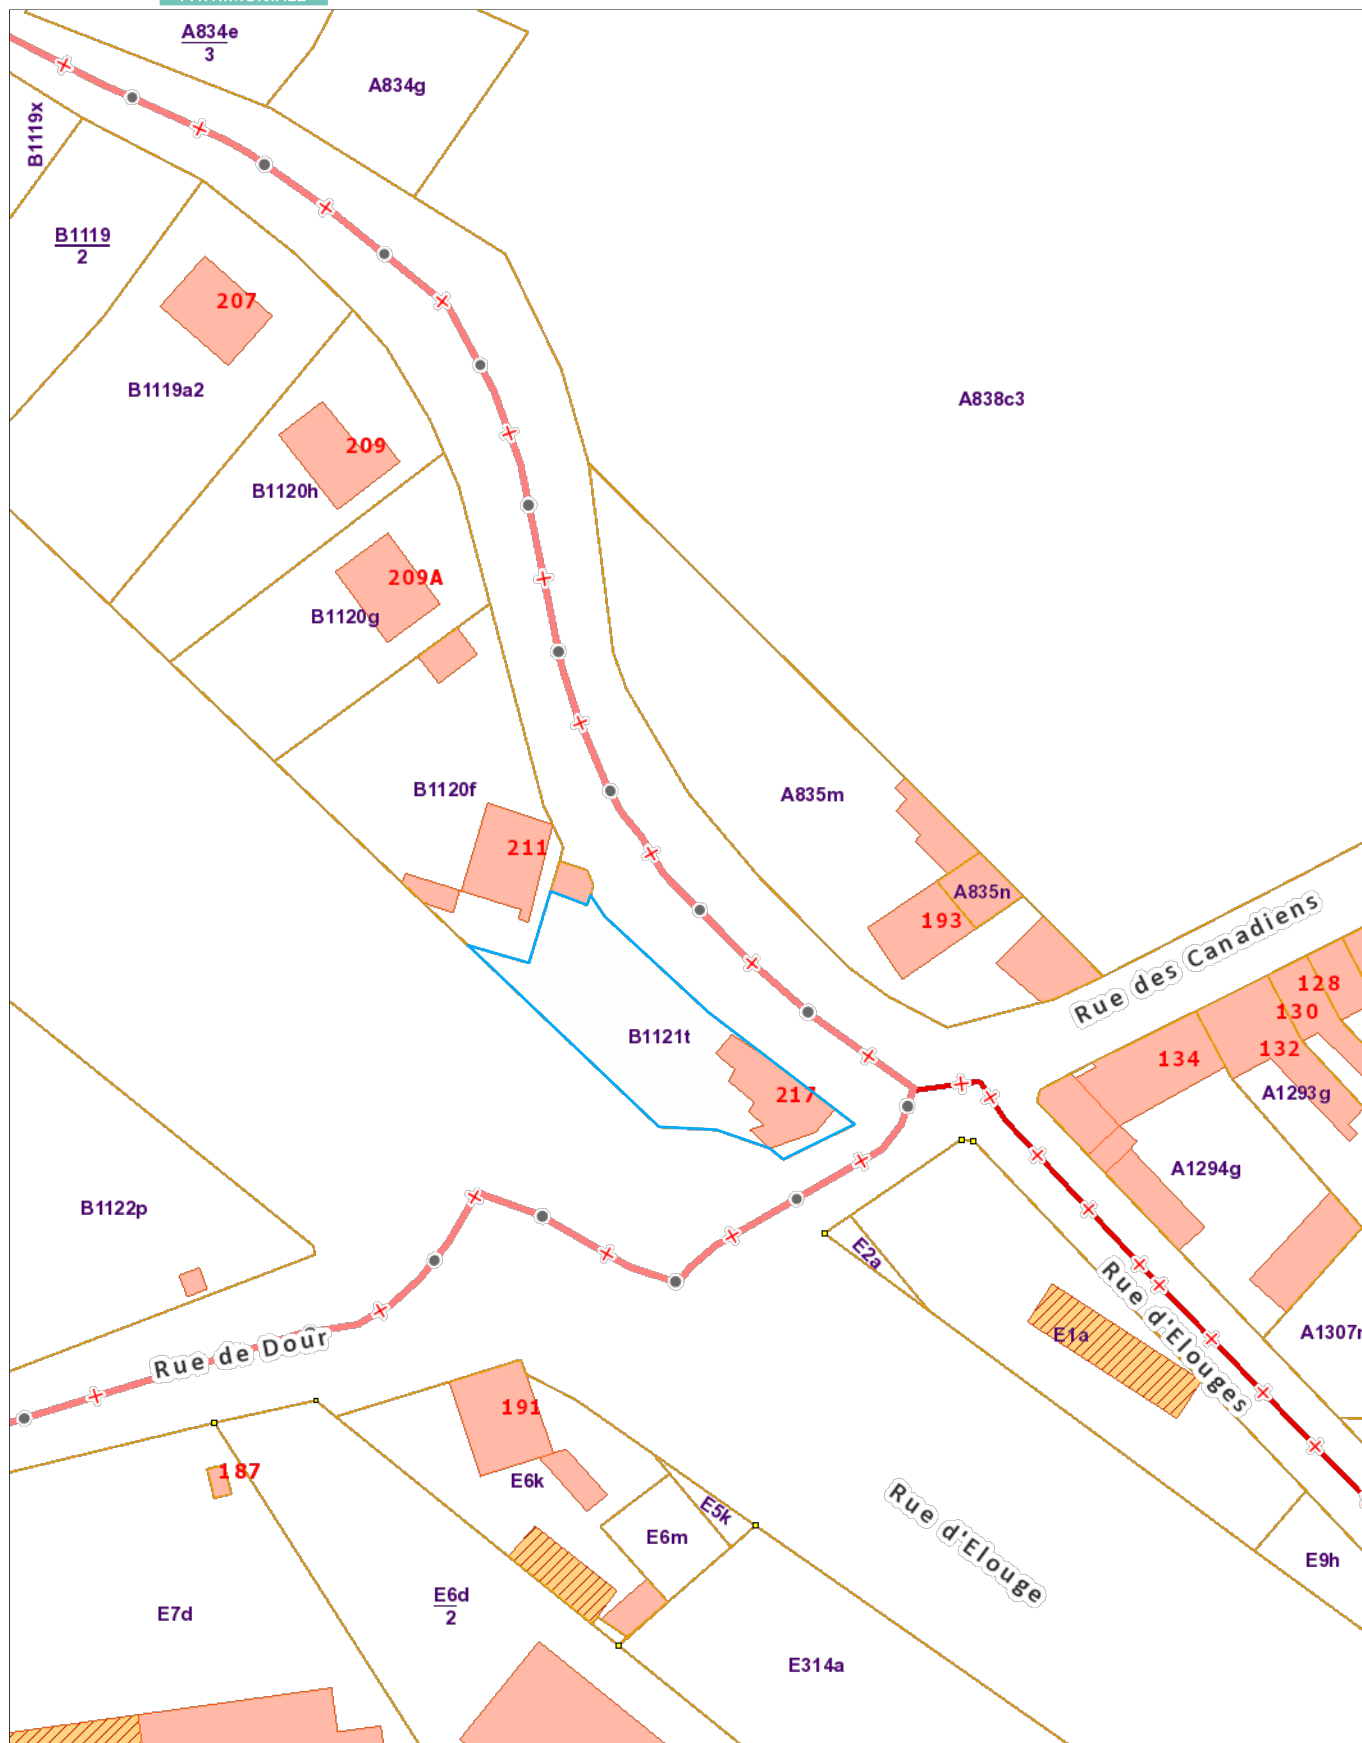 A834e
3
A834g
B1119x
B1119
2
207
B1119a2
A838c3
209
B1120h
209A
B1120g
B1120f
A835m
211
A835n
193
Rue des Canadiens
128
130
B1121t
132
134
217
A1293g
A1294g
B1122p
E2a
Rue d'Elouges
E1a
Rue de Dour
191
187
E6k
E5k
Rue d'Elouge
E6m
E9h
E6d
2
E7d
E314a